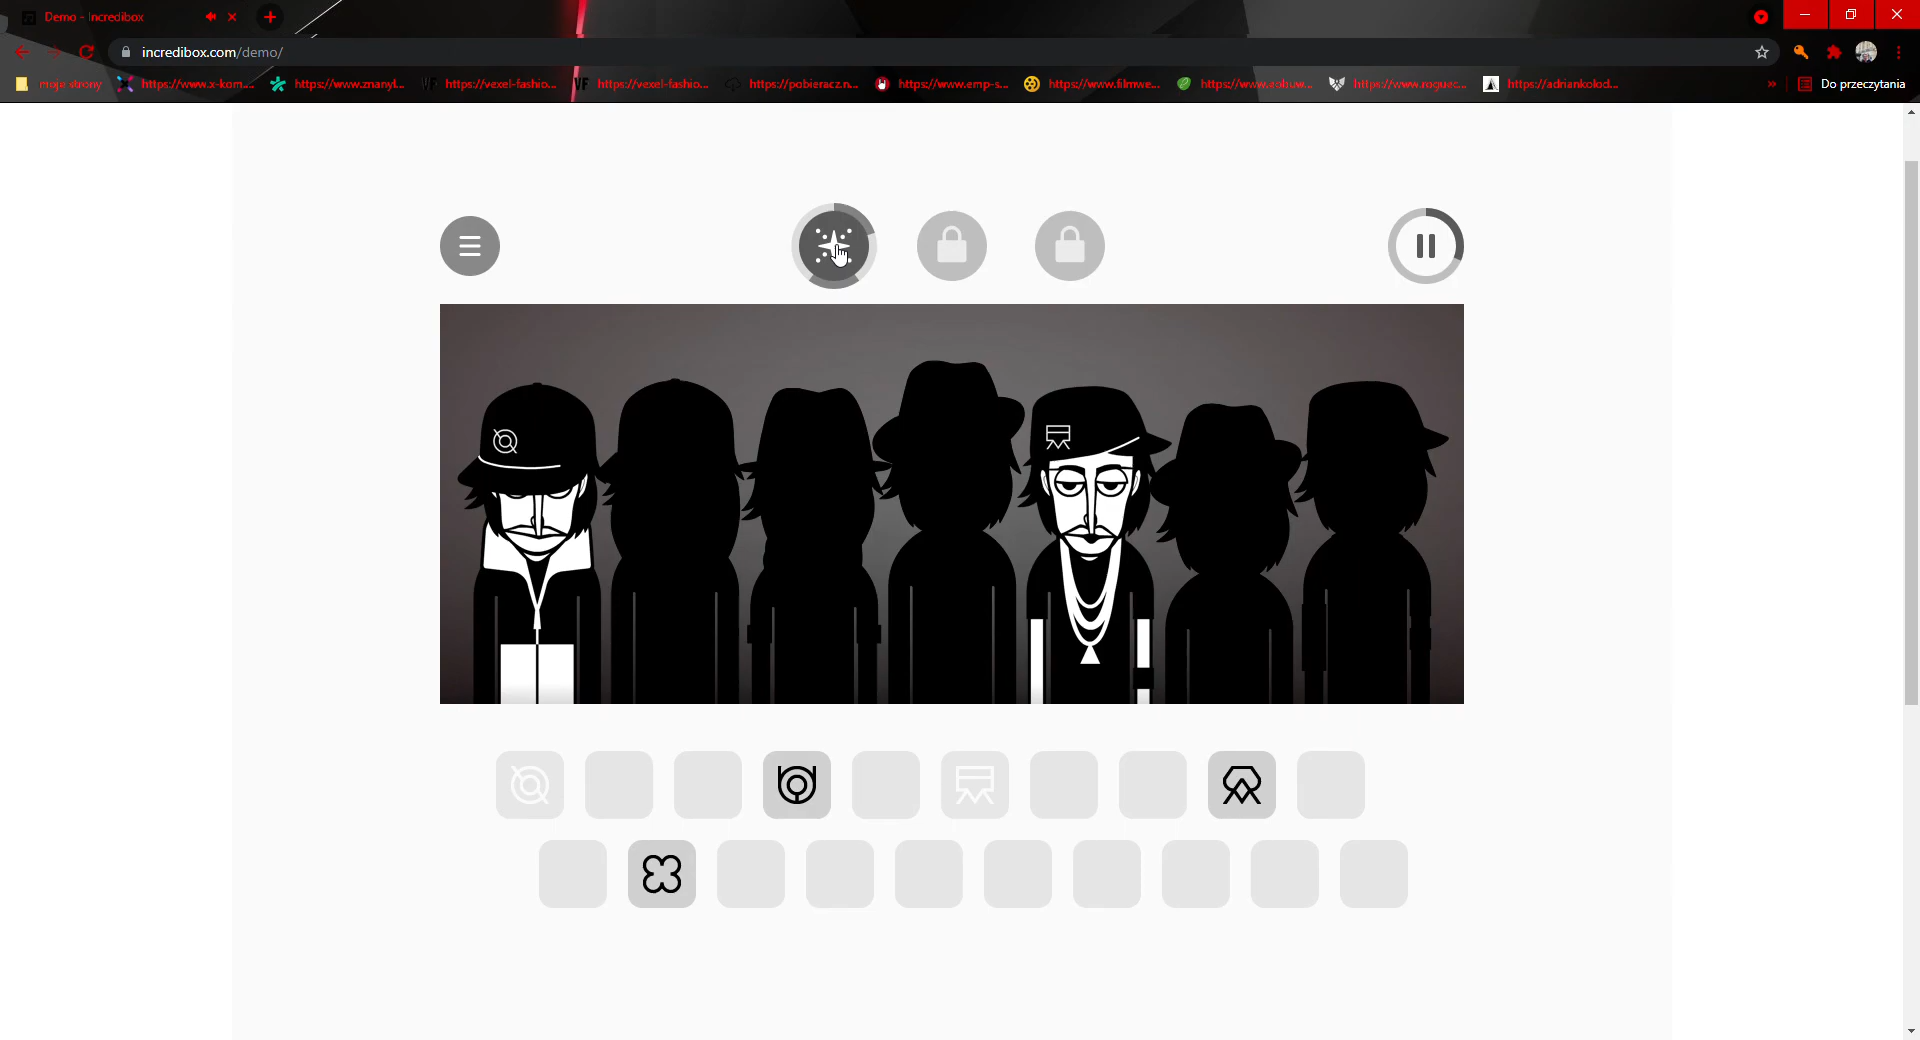 Demo - Incredibox
incredibox.com/demo/
moje strony https://www.x-kom... https://www.znanyl... https://vexel-fashio... https://vexel-fashio... https://pobieracz.n... https://www.emp-s... https://www.filmwe... https://www.eobuw... https://www.roguec... https://adriankolod... » Do przeczytania